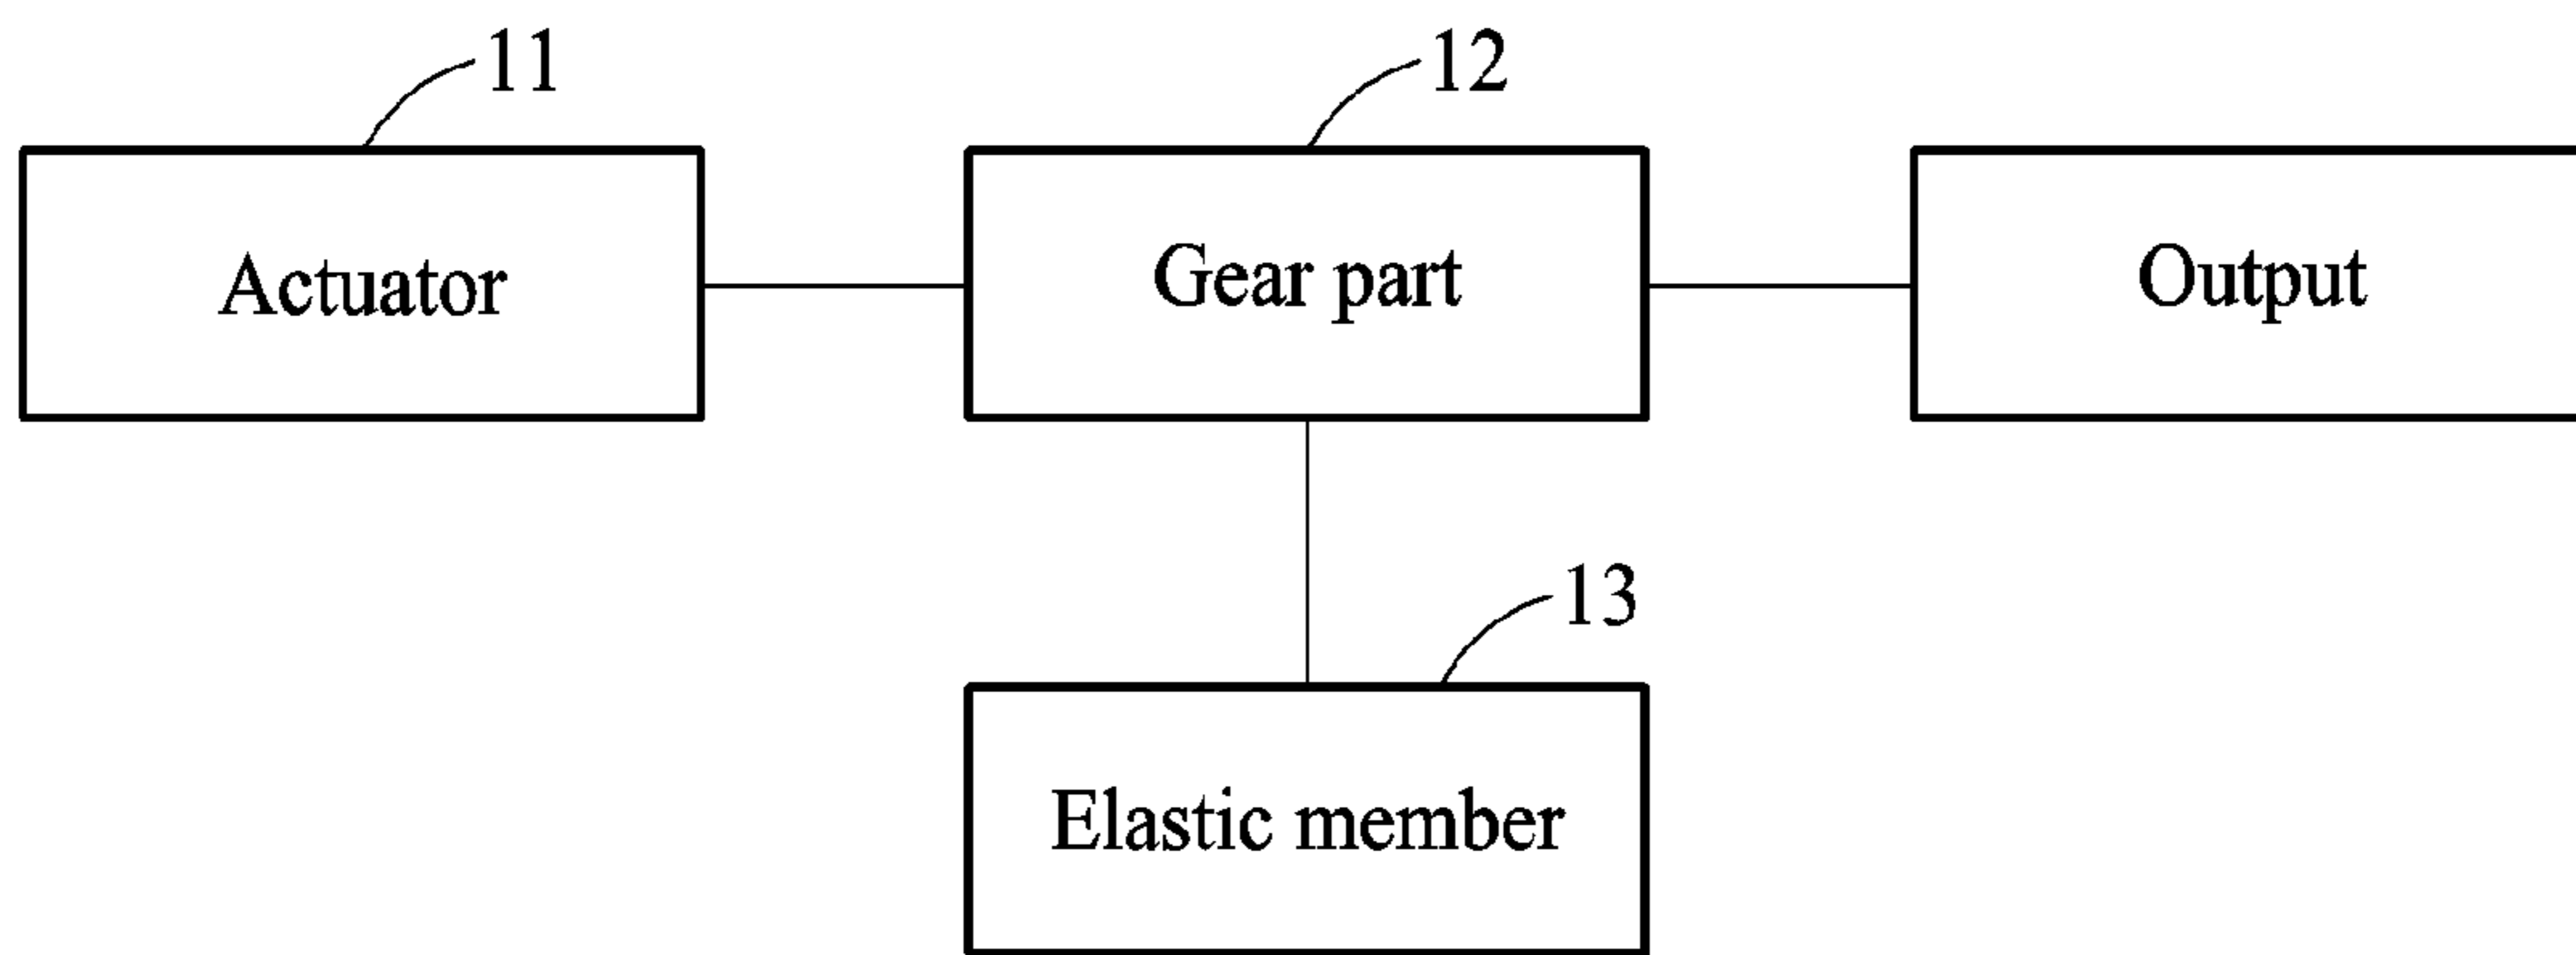 11
12
Actuator
Gear part
Output
13
Elastic member